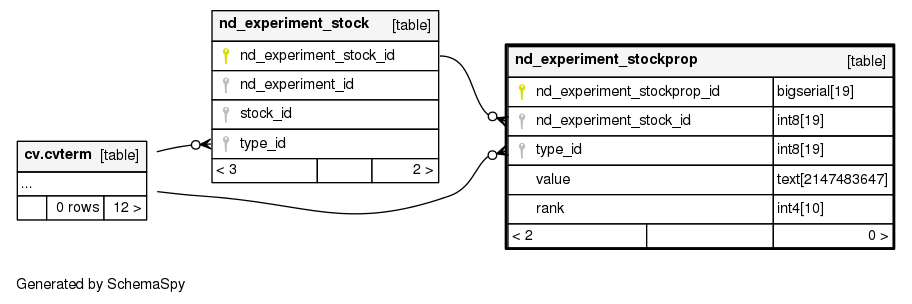 nd_experiment_stock [table]
nd_experiment_stock_id
nd_experiment_id
stock_id
type_id
< 3 2 >
nd_experiment_stockprop [table]
nd_experiment_stockprop_id bigserial[19]
nd_experiment_stock_id int8[19]
type_id int8[19]
value text[2147483647]
rank int4[10]
< 2 0 >
cv.cvterm [table]
...
0 rows 12 >
Generated by SchemaSpy